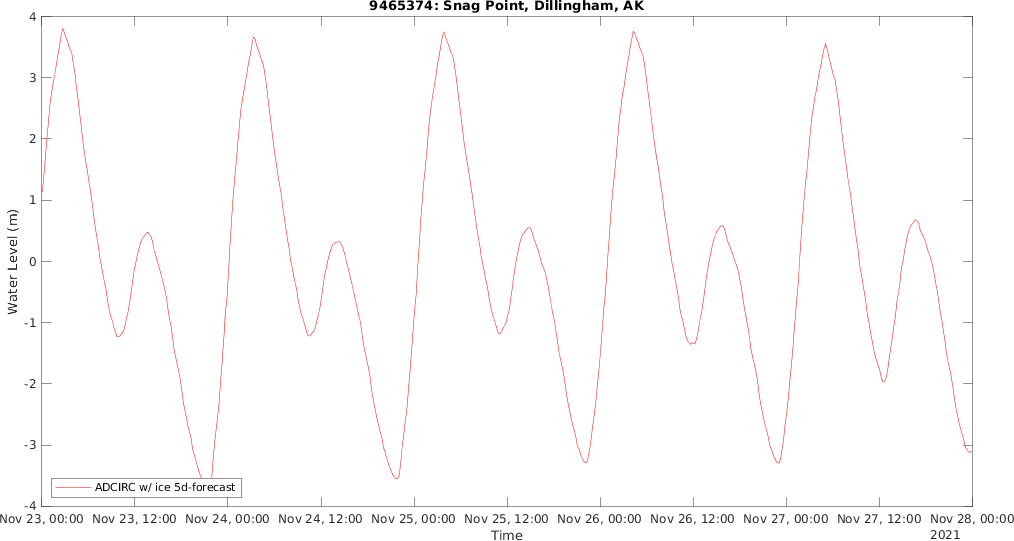 9465374: Snag Point, Dillingham, AK
4
3
2
1
0
-1
-2
-3
-4
Water Level (m)
ADCIRC w/ ice 5d-forecast
Nov 23, 00:00 Nov 23, 12:00 Nov 24, 00:00 Nov 24, 12:00 Nov 25, 00:00 Nov 25, 12:00 Nov 26, 00:00 Nov 26, 12:00 Nov 27, 00:00 Nov 27, 12:00 Nov 28, 00:00
Time
2021